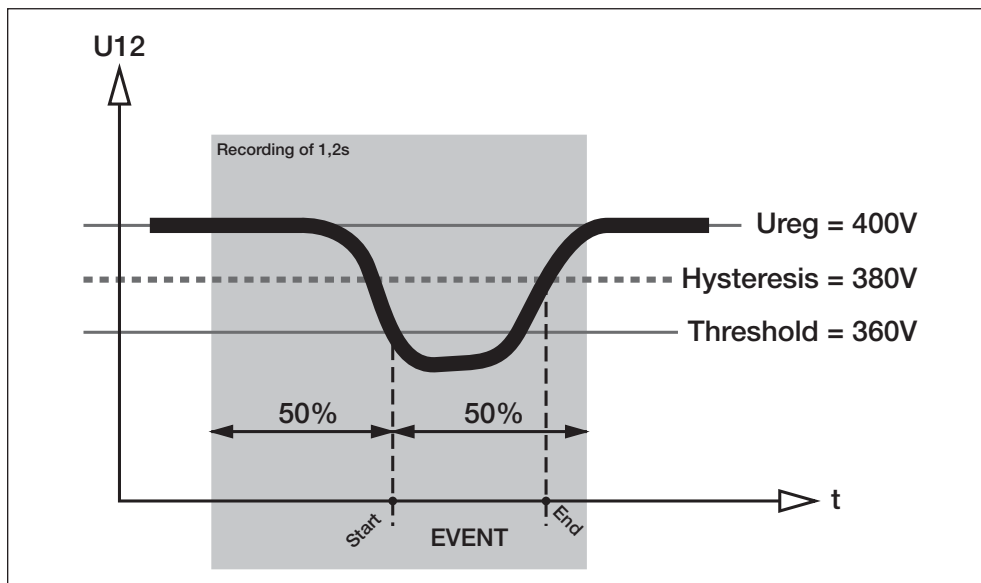 U12
Recording of 1,2s
Ureg = 400V
Hysteresis = 380V
Threshold = 360V
50%
50%
t
Start
EVENT
End